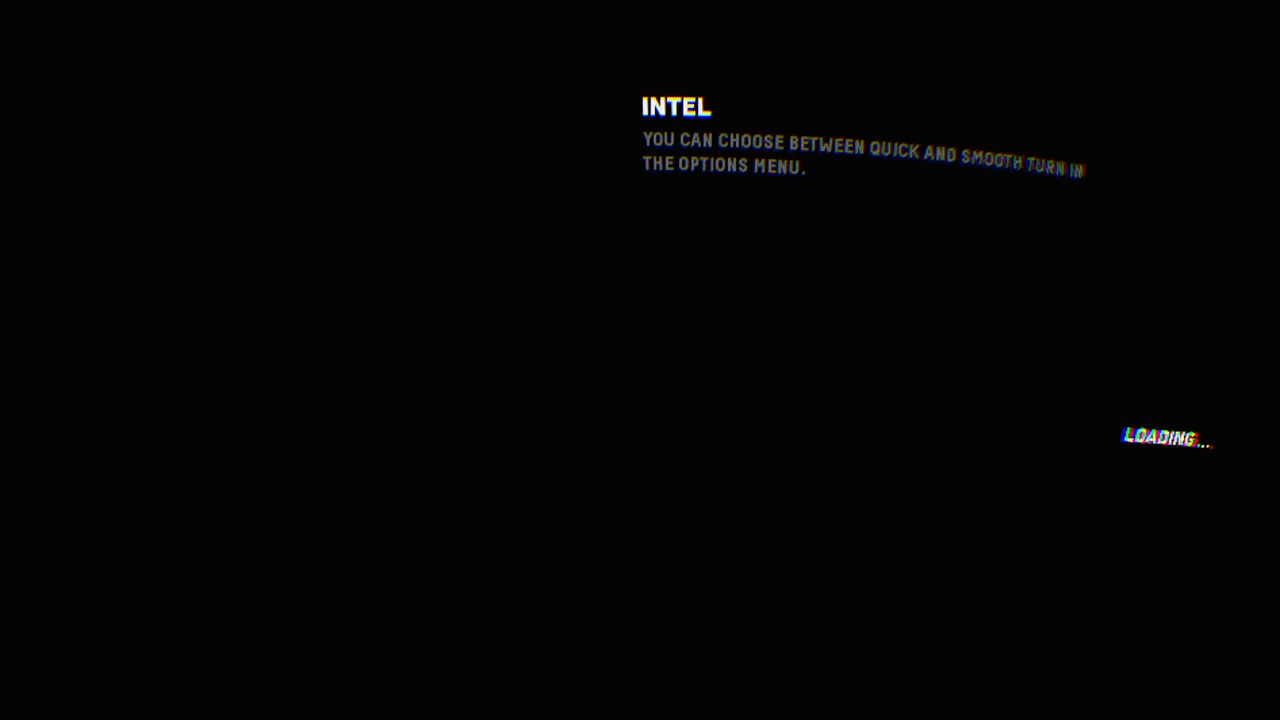 INTEL
YOU CAN CHOOSE BETWEEN QUICK AND SMOOTH TURN IN
THE OPTIONS MENU.
LOADING...